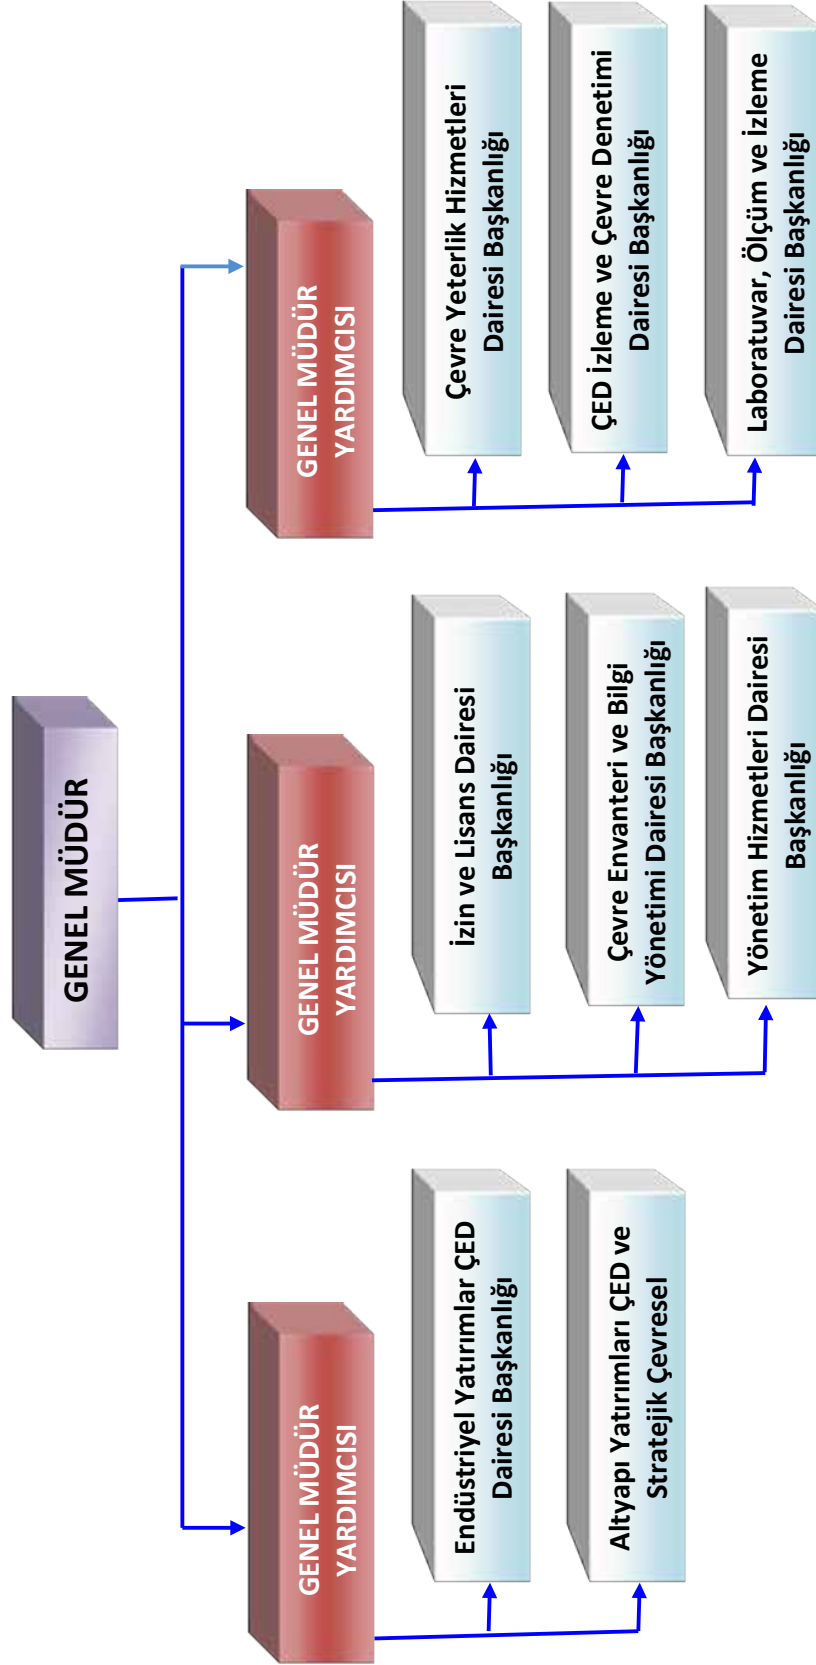 GENEL MÜDÜR
GENEL MÜDÜR
YARDIMCISI
Endüstriyel Yatırımlar ÇED
Dairesi Başkanlığı
Altyapı Yatırımları ÇED ve
Stratejik Çevresel
GENEL MÜDÜR
YARDIMCISI
İzin ve Lisans Dairesi
Başkanlığı
Çevre Envanteri ve Bilgi
Yönetimi Dairesi Başkanlığı
Yönetim Hizmetleri Dairesi
Başkanlığı
GENEL MÜDÜR
YARDIMCISI
Çevre Yeterlik Hizmetleri
Dairesi Başkanlığı
ÇED İzleme ve Çevre Denetimi
Dairesi Başkanlığı
Laboratuvar, Ölçüm ve İzleme
Dairesi Başkanlığı